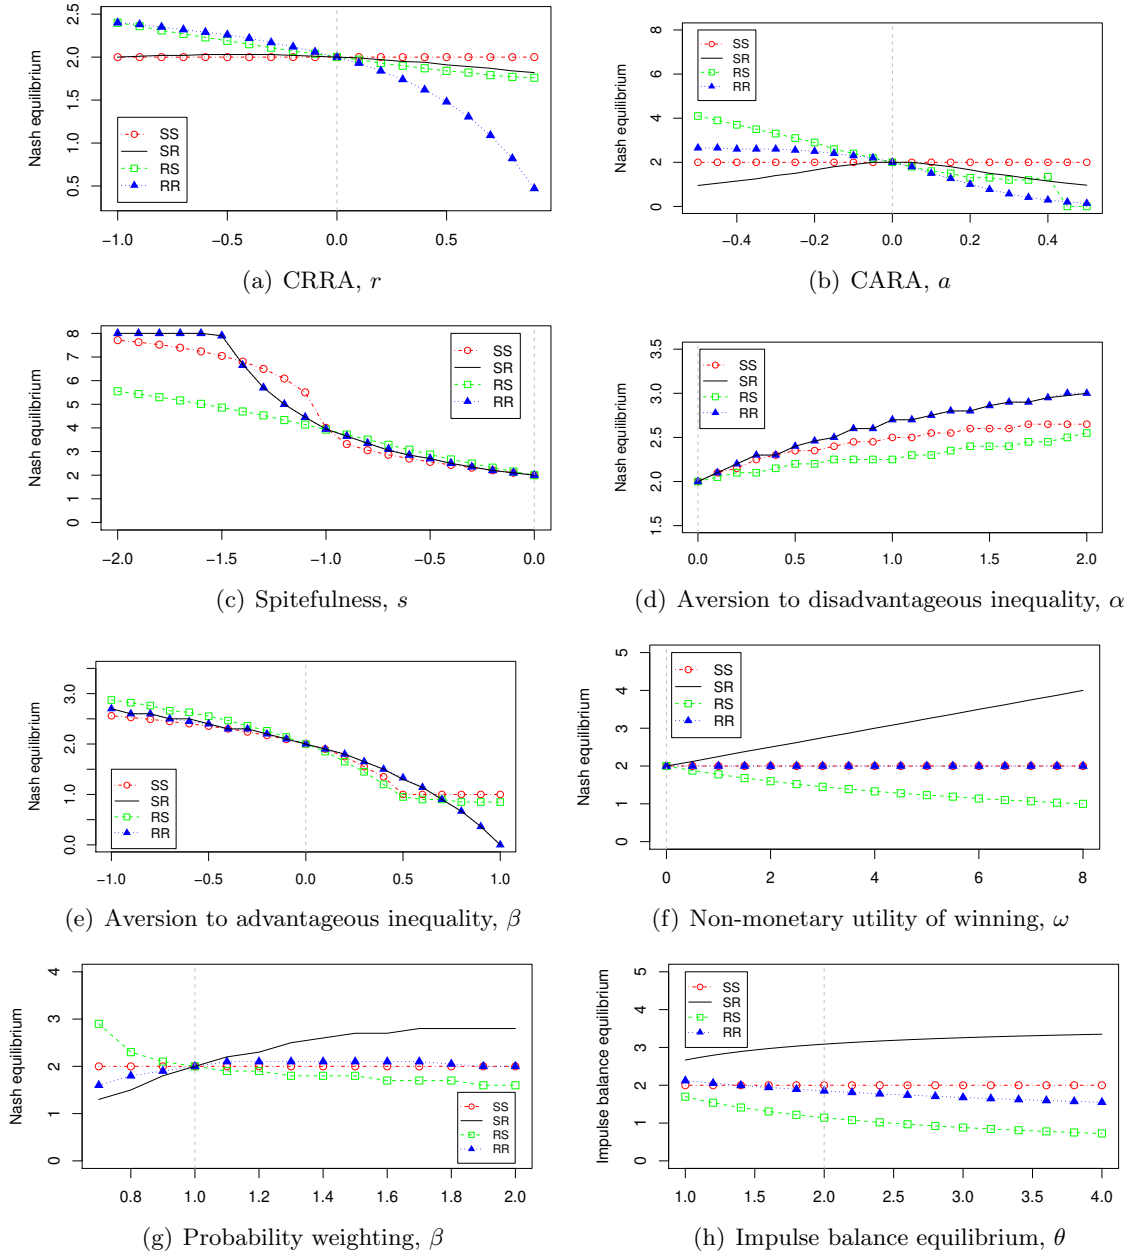 Nash equilibrium
2.5
2.0
1.5
1.0
0.5
SS
SR
RS
RR
−1.0 −0.5 0.0 0.5
(a) CRRA, r
Nash equilibrium
8
6
4
2
0
SS
SR
RS
RR
−0.4 −0.2 0.0 0.2 0.4
(b) CARA, a
Nash equilibrium
8
7
6
5
4
3
2
1
0
SS
SR
RS
RR
−2.0 −1.5 −1.0 −0.5 0.0
(c) Spitefulness, s
Nash equilibrium
3.5
3.0
2.5
2.0
1.5
SS
SR
RS
RR
0.0 0.5 1.0 1.5 2.0
(d) Aversion to disadvantageous inequality, α
Nash equilibrium
3.0
2.0
1.0
0.0
SS
SR
RS
RR
−1.0 −0.5 0.0 0.5 1.0
(e) Aversion to advantageous inequality, β
Nash equilibrium
5
4
3
2
1
0
SS
SR
RS
RR
0 2 4 6 8
(f) Non-monetary utility of winning, ω
Nash equilibrium
4
3
2
1
0
SS
SR
RS
RR
0.8 1.0 1.2 1.4 1.6 1.8 2.0
(g) Probability weighting, β
Impulse balance equilibrium
5
4
3
2
1
0
SS
SR
RS
RR
1.0 1.5 2.0 2.5 3.0 3.5 4.0
(h) Impulse balance equilibrium, θ